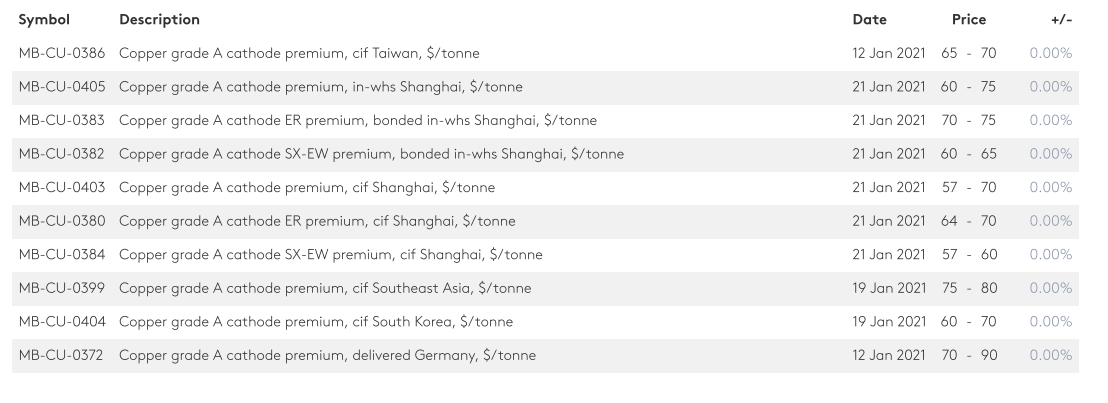 Symbol Description Date Price +/-
MB-CU-0386 Copper grade A cathode premium, cif Taiwan, $/tonne 12 Jan 2021 65 - 70 0.00%
MB-CU-0405 Copper grade A cathode premium, in-whs Shanghai, $/tonne 21 Jan 2021 60 - 75 0.00%
MB-CU-0383 Copper grade A cathode ER premium, bonded in-whs Shanghai, $/tonne 21 Jan 2021 70 - 75 0.00%
MB-CU-0382 Copper grade A cathode SX-EW premium, bonded in-whs Shanghai, $/tonne 21 Jan 2021 60 - 65 0.00%
MB-CU-0403 Copper grade A cathode premium, cif Shanghai, $/tonne 21 Jan 2021 57 - 70 0.00%
MB-CU-0380 Copper grade A cathode ER premium, cif Shanghai, $/tonne 21 Jan 2021 64 - 70 0.00%
MB-CU-0384 Copper grade A cathode SX-EW premium, cif Shanghai, $/tonne 21 Jan 2021 57 - 60 0.00%
MB-CU-0399 Copper grade A cathode premium, cif Southeast Asia, $/tonne 19 Jan 2021 75 - 80 0.00%
MB-CU-0404 Copper grade A cathode premium, cif South Korea, $/tonne 19 Jan 2021 60 - 70 0.00%
MB-CU-0372 Copper grade A cathode premium, delivered Germany, $/tonne 12 Jan 2021 70 - 90 0.00%